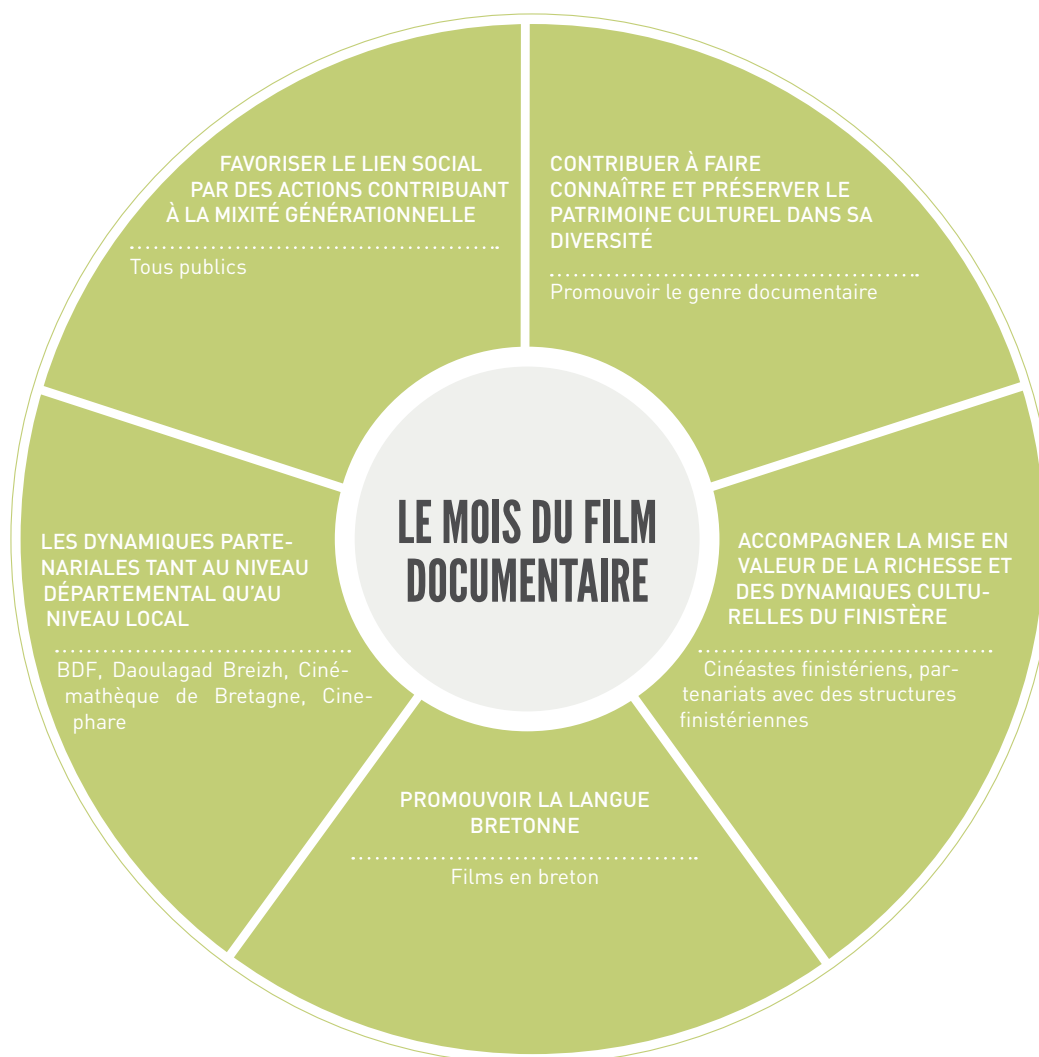 FAVORISER LE LIEN SOCIAL
PAR DES ACTIONS CONTRIBUANT
À LA MIXITÉ GÉNÉRATIONNELLE
Tous publics
CONTRIBUER À FAIRE
CONNAÎTRE ET PRÉSERVER LE
PATRIMOINE CULTUREL DANS SA
DIVERSITÉ
Promouvoir le genre documentaire
LE MOIS DU FILM
DOCUMENTAIRE
LES DYNAMIQUES PARTE-
NARIALES TANT AU NIVEAU
DÉPARTEMENTAL QU'AU
NIVEAU LOCAL
BDF, Daoulagad Breizh, Ciné-
mathèque de Bretagne, Cine-
phare
ACCOMPAGNER LA MISE EN
VALEUR DE LA RICHESSE ET
DES DYNAMIQUES CULTU-
RELLES DU FINISTÈRE
Cinéastes finistériens, par-
tenariats avec des structures
finistériennes
PROMOUVOIR LA LANGUE
BRETONNE
Films en breton